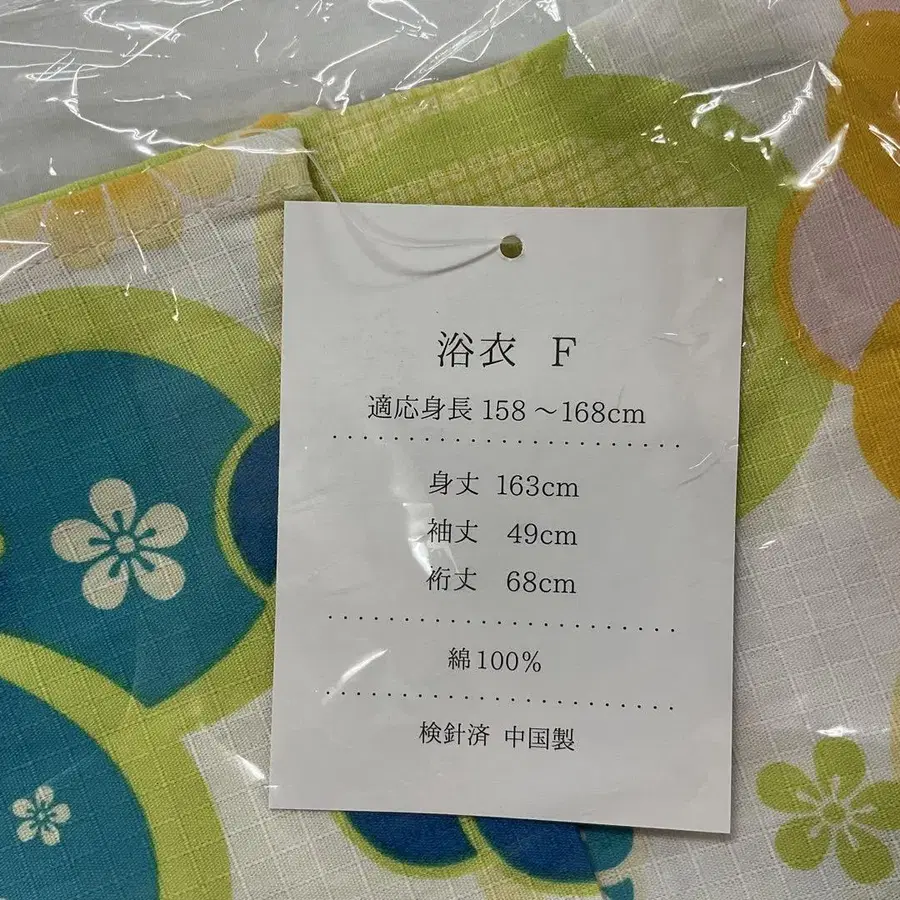 浴衣 F
適応身長 158～168cm
身丈 163cm
袖丈 49cm
裄丈 68cm
綿100%
検針済 中国製